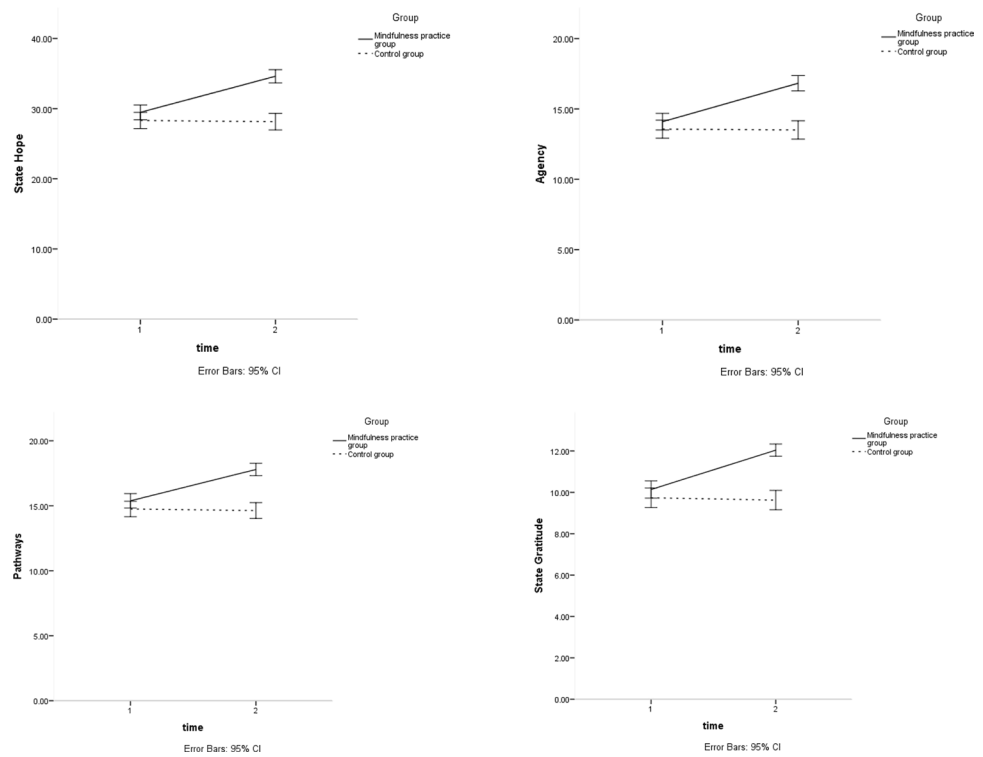 Group
Mindfulness practice
group
Control group
40.00
30.00
20.00
10.00
0.00
State Hope
1
2
time
Error Bars: 95% CI
Group
Mindfulness practice
group
Control group
20.00
15.00
10.00
5.00
0.00
Agency
1
2
time
Error Bars: 95% CI
Group
Mindfulness practice
group
Control group
20.00
15.00
10.00
5.00
0.00
Pathways
1
2
time
Error Bars: 95% CI
Group
Mindfulness practice
group
Control group
12.00
10.00
8.00
6.00
4.00
2.00
0.00
State Gratitude
1
2
time
Error Bars: 95% CI